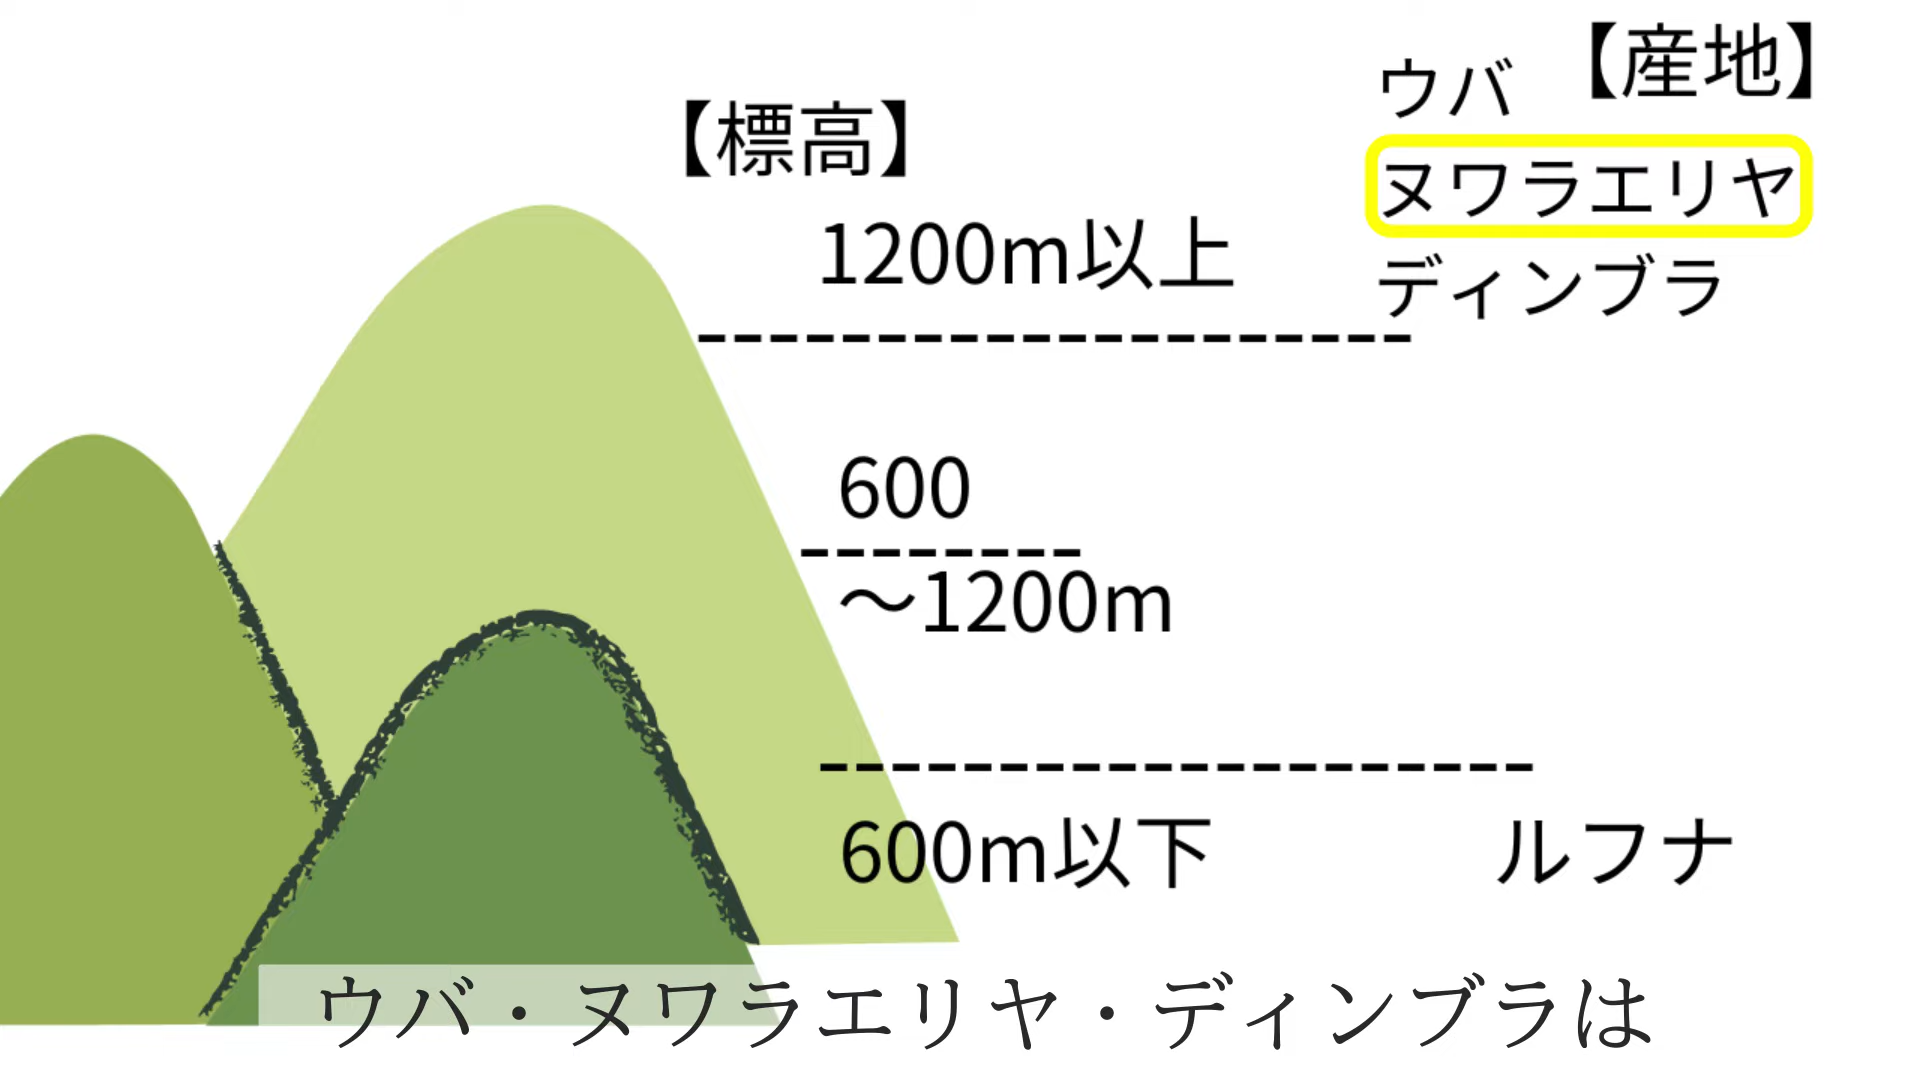 【産地】
ウバ
【標高】
ヌワラエリヤ
1200m以上
ディンブラ
600
～1200m
600m以下
ルフナ
ウバ・ヌワラエリヤ・ディンブラは